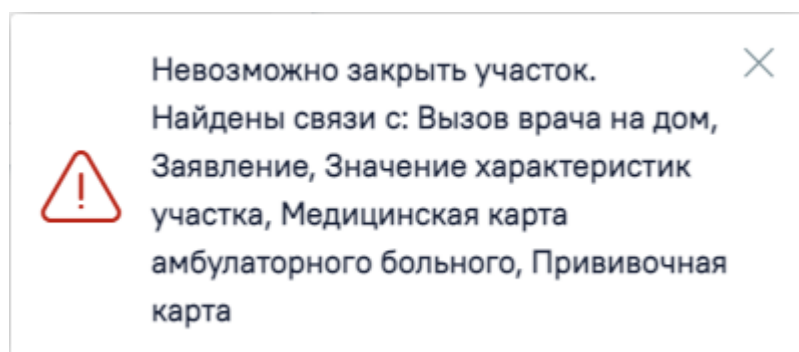 Невозможно закрыть участок.
Найдены связи с: Вызов врача на дом,
Заявление, Значение характеристик
участка, Медицинская карта
амбулаторного больного, Прививочная
карта